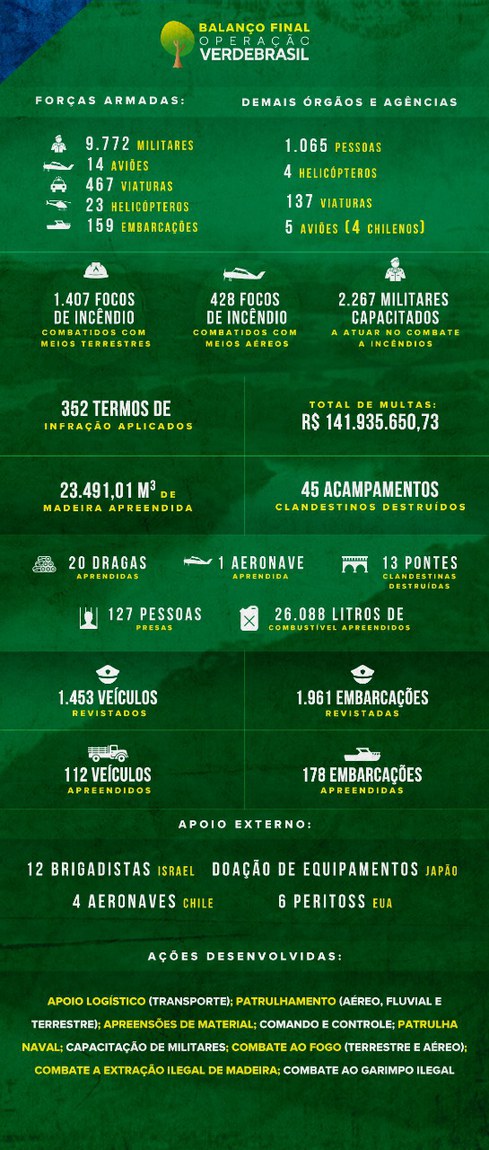 BALANÇO FINAL
OPERAÇÃO
VERDEBRASIL
FORÇAS ARMADAS:
9.772 MILITARES
14 AVIÕES
467 VIATURAS
23 HELICÓPTEROS
159 EMBARCAÇÕES
DEMAIS ÓRGÃOS E AGÊNCIAS
1.065 PESSOAS
4 HELICÓPTEROS
137 VIATURAS
5 AVIÕES (4 CHILENOS)
1.407 FOCOS
DE INCÊNDIO
COMBATIDOS COM
MEIOS TERRESTRES
428 FOCOS
DE INCÊNDIO
COMBATIDOS COM
MEIOS AÉREOS
2.267 MILITARES
CAPACITADOS
A ATUAR NO COMBATE
A INCÊNDIOS
352 TERMOS DE
INFRAÇÃO APLICADOS
TOTAL DE MULTAS:
R$ 141.935.650,73
23.491,01 M³ DE
MADEIRA APREENDIDA
45 ACAMPAMENTOS
CLANDESTINOS DESTRUÍDOS
20 DRAGAS
APRENDIDAS
1 AERONAVE
APRENDIDA
13 PONTES
CLANDESTINAS
DESTRUÍDAS
127 PESSOAS
PRESAS
26.088 LITROS DE
COMBUSTÍVEL APREENDIDOS
1.453 VEÍCULOS
REVISTADOS
1.961 EMBARCAÇÕES
REVISTADAS
112 VEÍCULOS
APREENDIDOS
178 EMBARCAÇÕES
APREENDIDAS
APOIO EXTERNO:
12 BRIGADISTAS ISRAEL
DOAÇÃO DE EQUIPAMENTOS JAPÃO
4 AERONAVES CHILE
6 PERITOSS EUA
AÇÕES DESENVOLVIDAS:
APOIO LOGÍSTICO (TRANSPORTE); PATRULHAMENTO (AÉREO, FLUVIAL E
TERRESTRE); APREENSÕES DE MATERIAL; COMANDO E CONTROLE; PATRULHA
NAVAL; CAPACITAÇÃO DE MILITARES; COMBATE AO FOGO (TERRESTRE E AÉREO);
COMBATE A EXTRAÇÃO ILEGAL DE MADEIRA; COMBATE AO GARIMPO ILEGAL